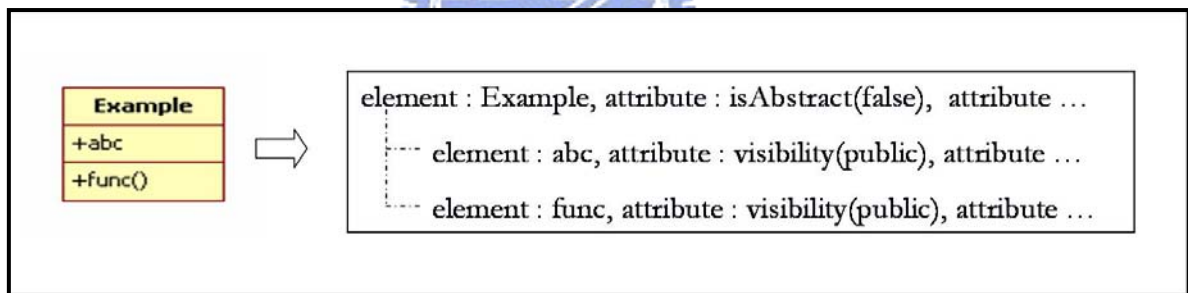 Example
+abc
+func()
element : Example, attribute : isAbstract(false), attribute ...
element : abc, attribute : visibility(public), attribute ...
element : func, attribute : visibility(public), attribute ...